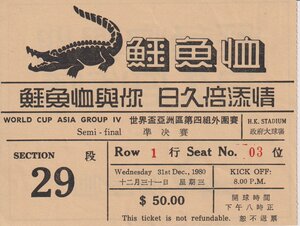 鱷魚恤
鱷魚恤與你 日久倍添情
WORLD CUP ASIA GROUP IV 世界盃亞洲區第四組外圍賽
Semi-final 準決賽
H.K. STADIUM
政府大球場
SECTION 段
29
Row 1 行 Seat No. 03 位
Wednesday 31st Dec., 1980
十二月三十一日 星期三
$ 50.00
KICK OFF:
8.00 P.M.
開球時間
下午八時正
This ticket is not refundable. 恕不退票